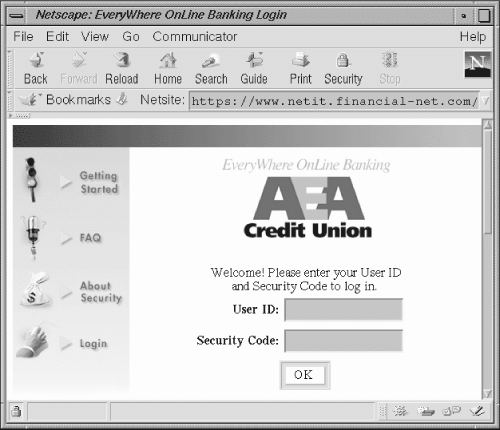 Netscape: EveryWhere OnLine Banking Login
File Edit View Go Communicator Help
Back Forward Reload Home Search Guide Print Security Stop
N
Bookmarks Netsite: https://www.netit.financial-net.com/
EveryWhere OnLine Banking
AEA
Credit Union
Getting
Started
FAQ
About
Security
Login
Welcome! Please enter your User ID
and Security Code to log in.
User ID:
Security Code:
OK